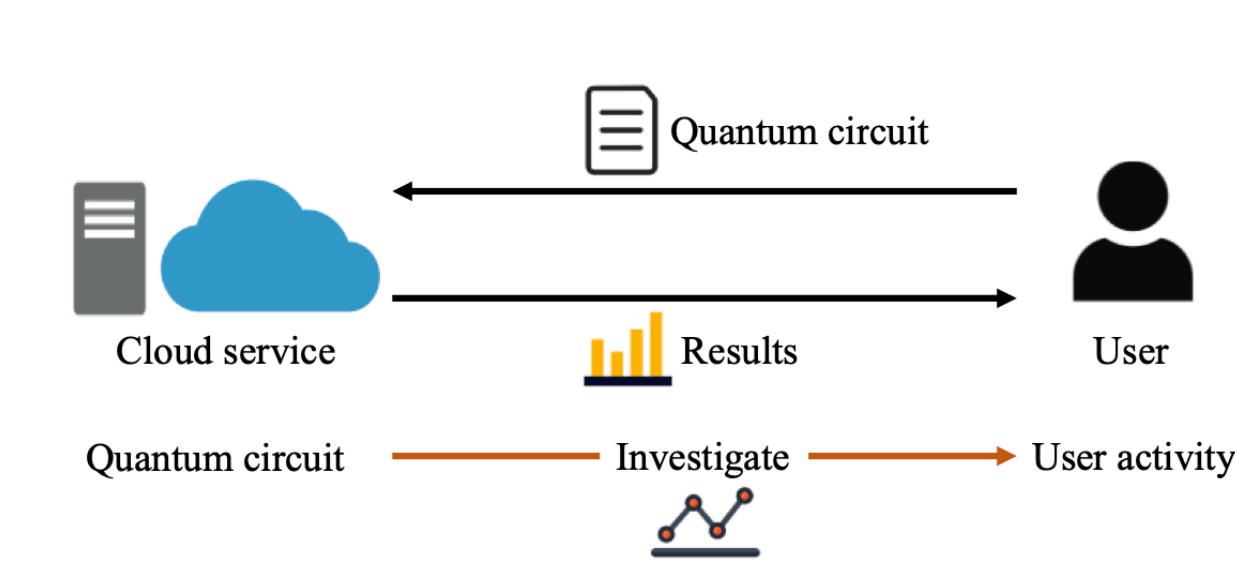 Quantum circuit
Cloud service
Results
User
Quantum circuit
Investigate
User activity